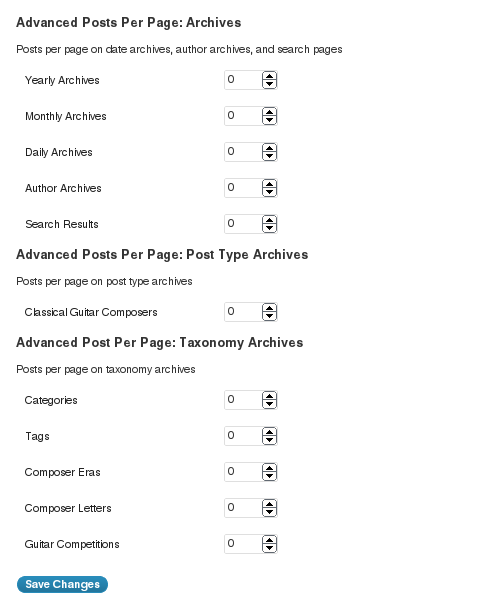 Advanced Posts Per Page: Archives
Posts per page on date archives, author archives, and search pages
Yearly Archives 0
Monthly Archives 0
Daily Archives 0
Author Archives 0
Search Results 0
Advanced Posts Per Page: Post Type Archives
Posts per page on post type archives
Classical Guitar Composers 0
Advanced Post Per Page: Taxonomy Archives
Posts per page on taxonomy archives
Categories 0
Tags 0
Composer Eras 0
Composer Letters 0
Guitar Competitions 0
Save Changes